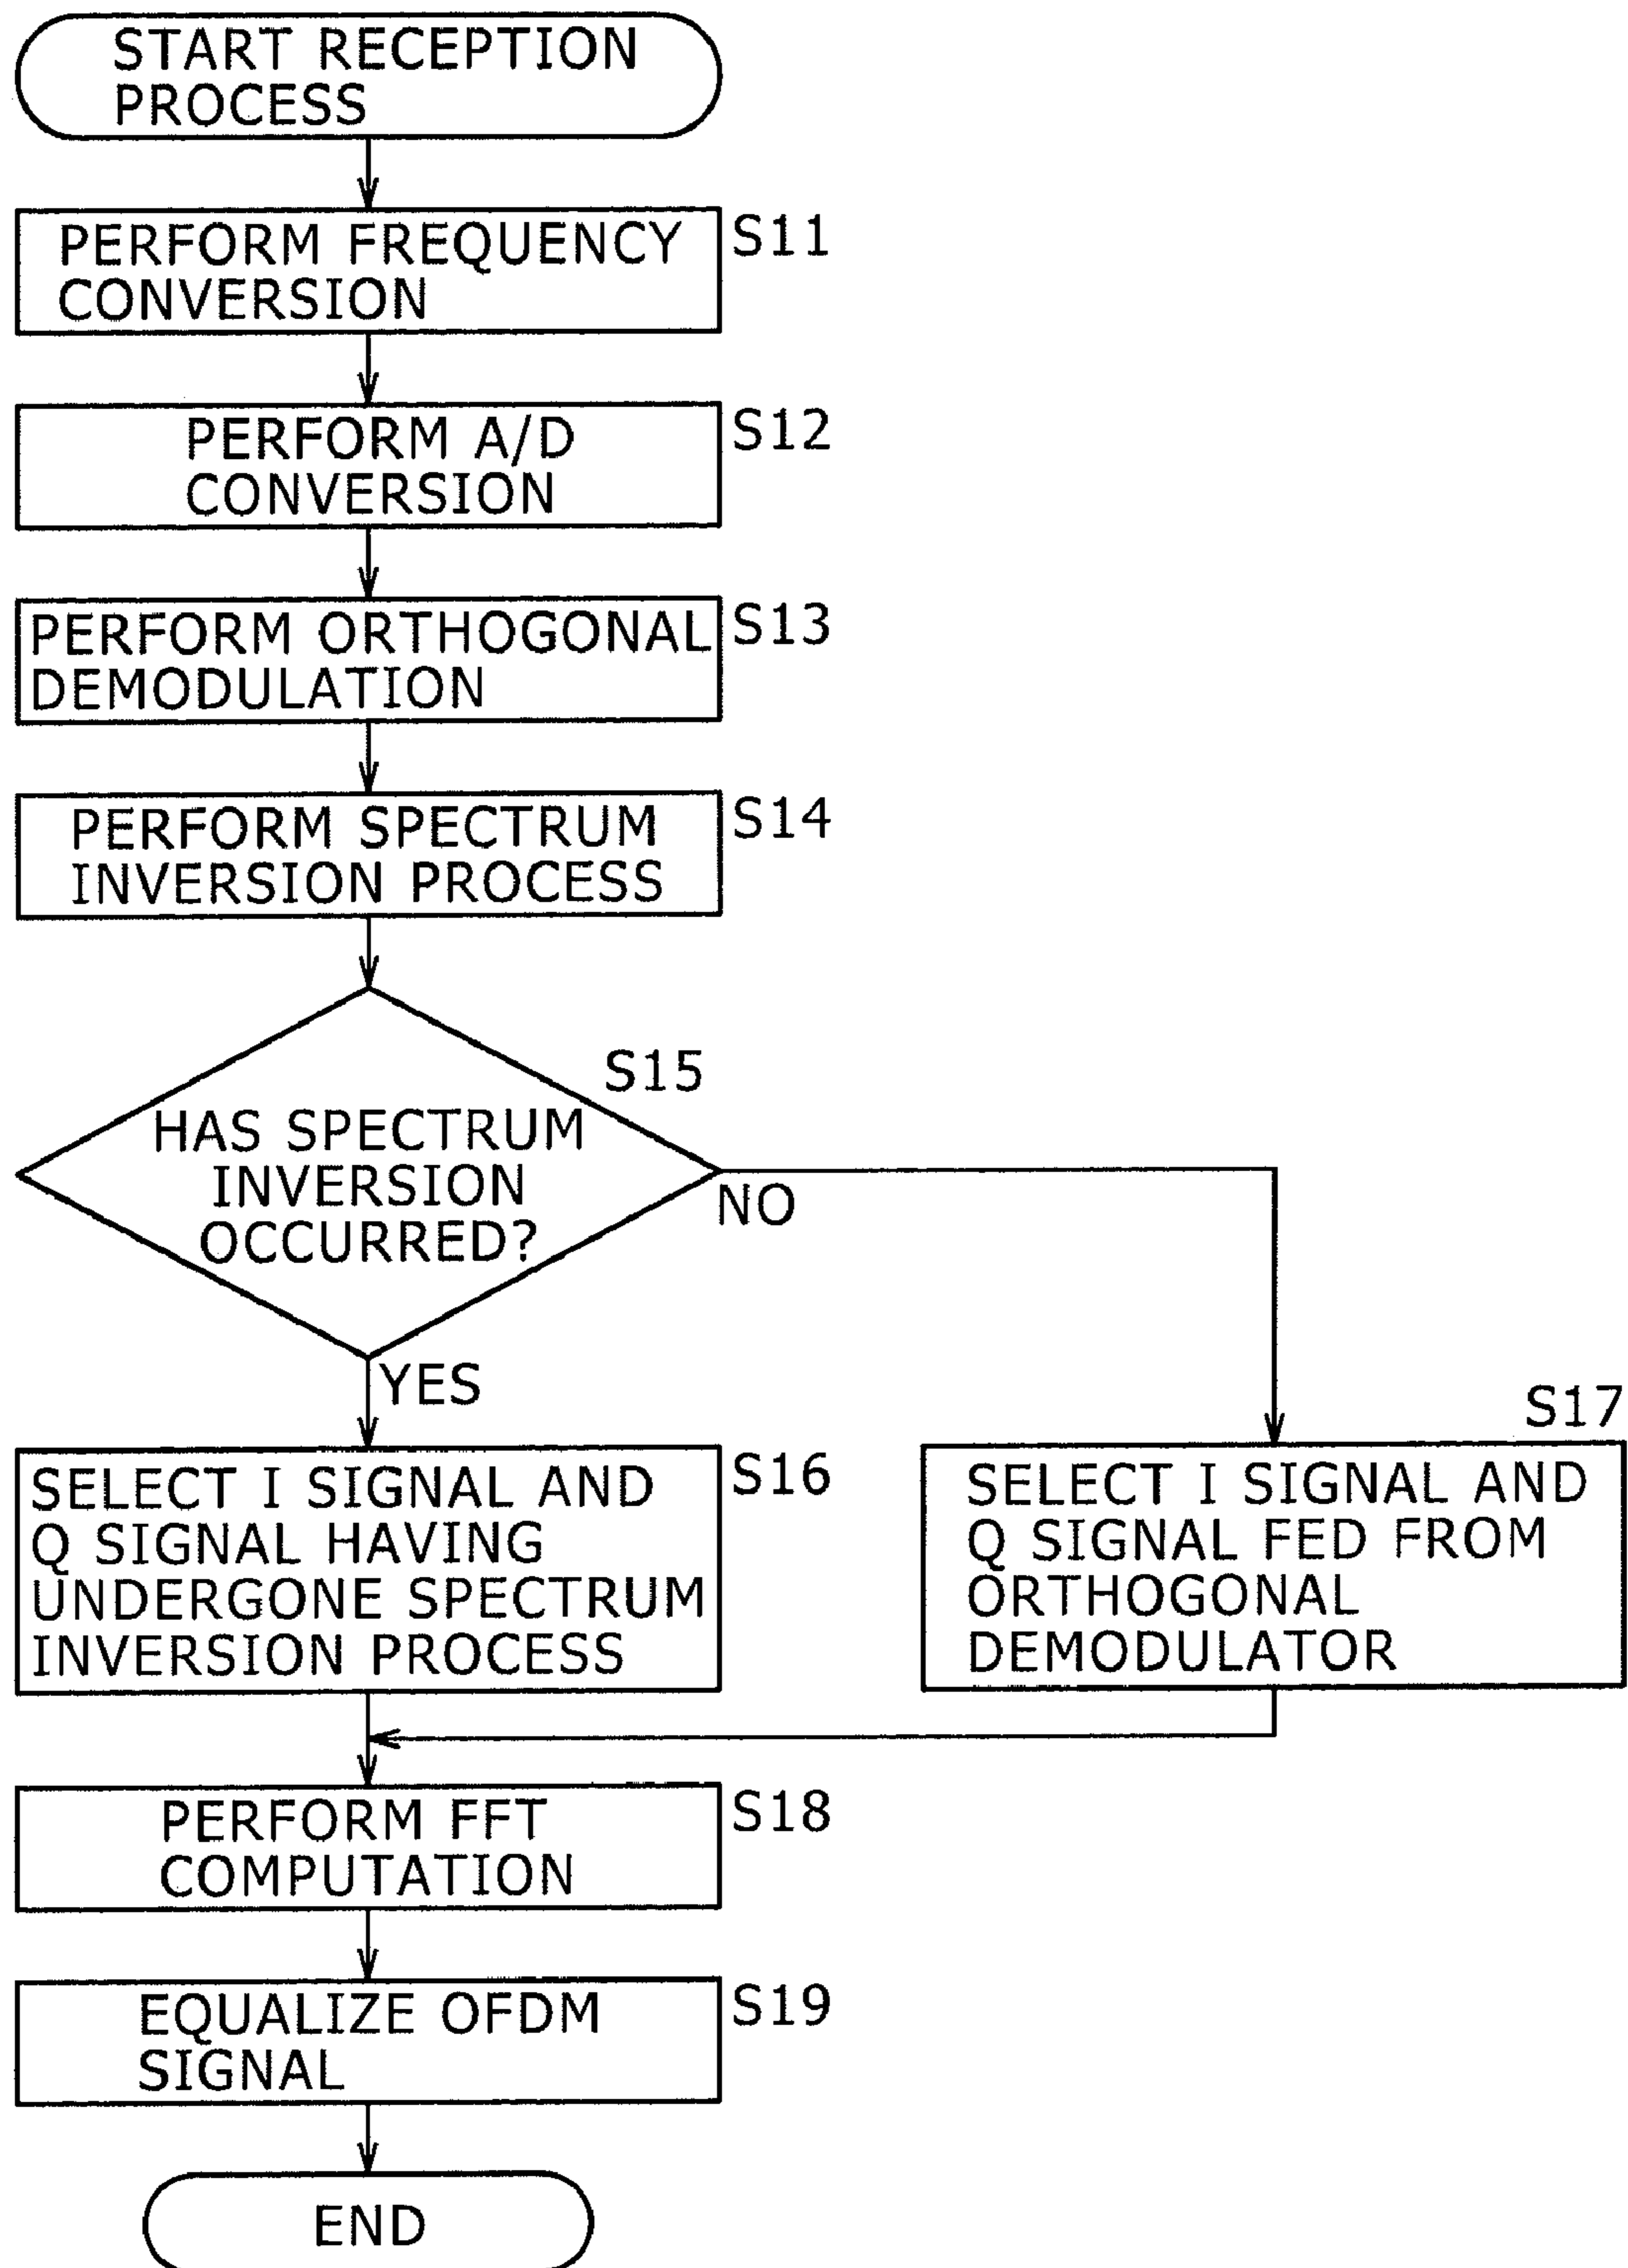 START RECEPTION
PROCESS
PERFORM FREQUENCY
CONVERSION
S11
PERFORM A/D
CONVERSION
S12
PERFORM ORTHOGONAL
DEMODULATION
S13
PERFORM SPECTRUM
INVERSION PROCESS
S14
S15
HAS SPECTRUM
INVERSION
OCCURRED?
NO
YES
SELECT I SIGNAL AND
Q SIGNAL HAVING
UNDERGONE SPECTRUM
INVERSION PROCESS
S16
S17
SELECT I SIGNAL AND
Q SIGNAL FED FROM
ORTHOGONAL
DEMODULATOR
PERFORM FFT
COMPUTATION
S18
EQUALIZE OFDM
SIGNAL
S19
END